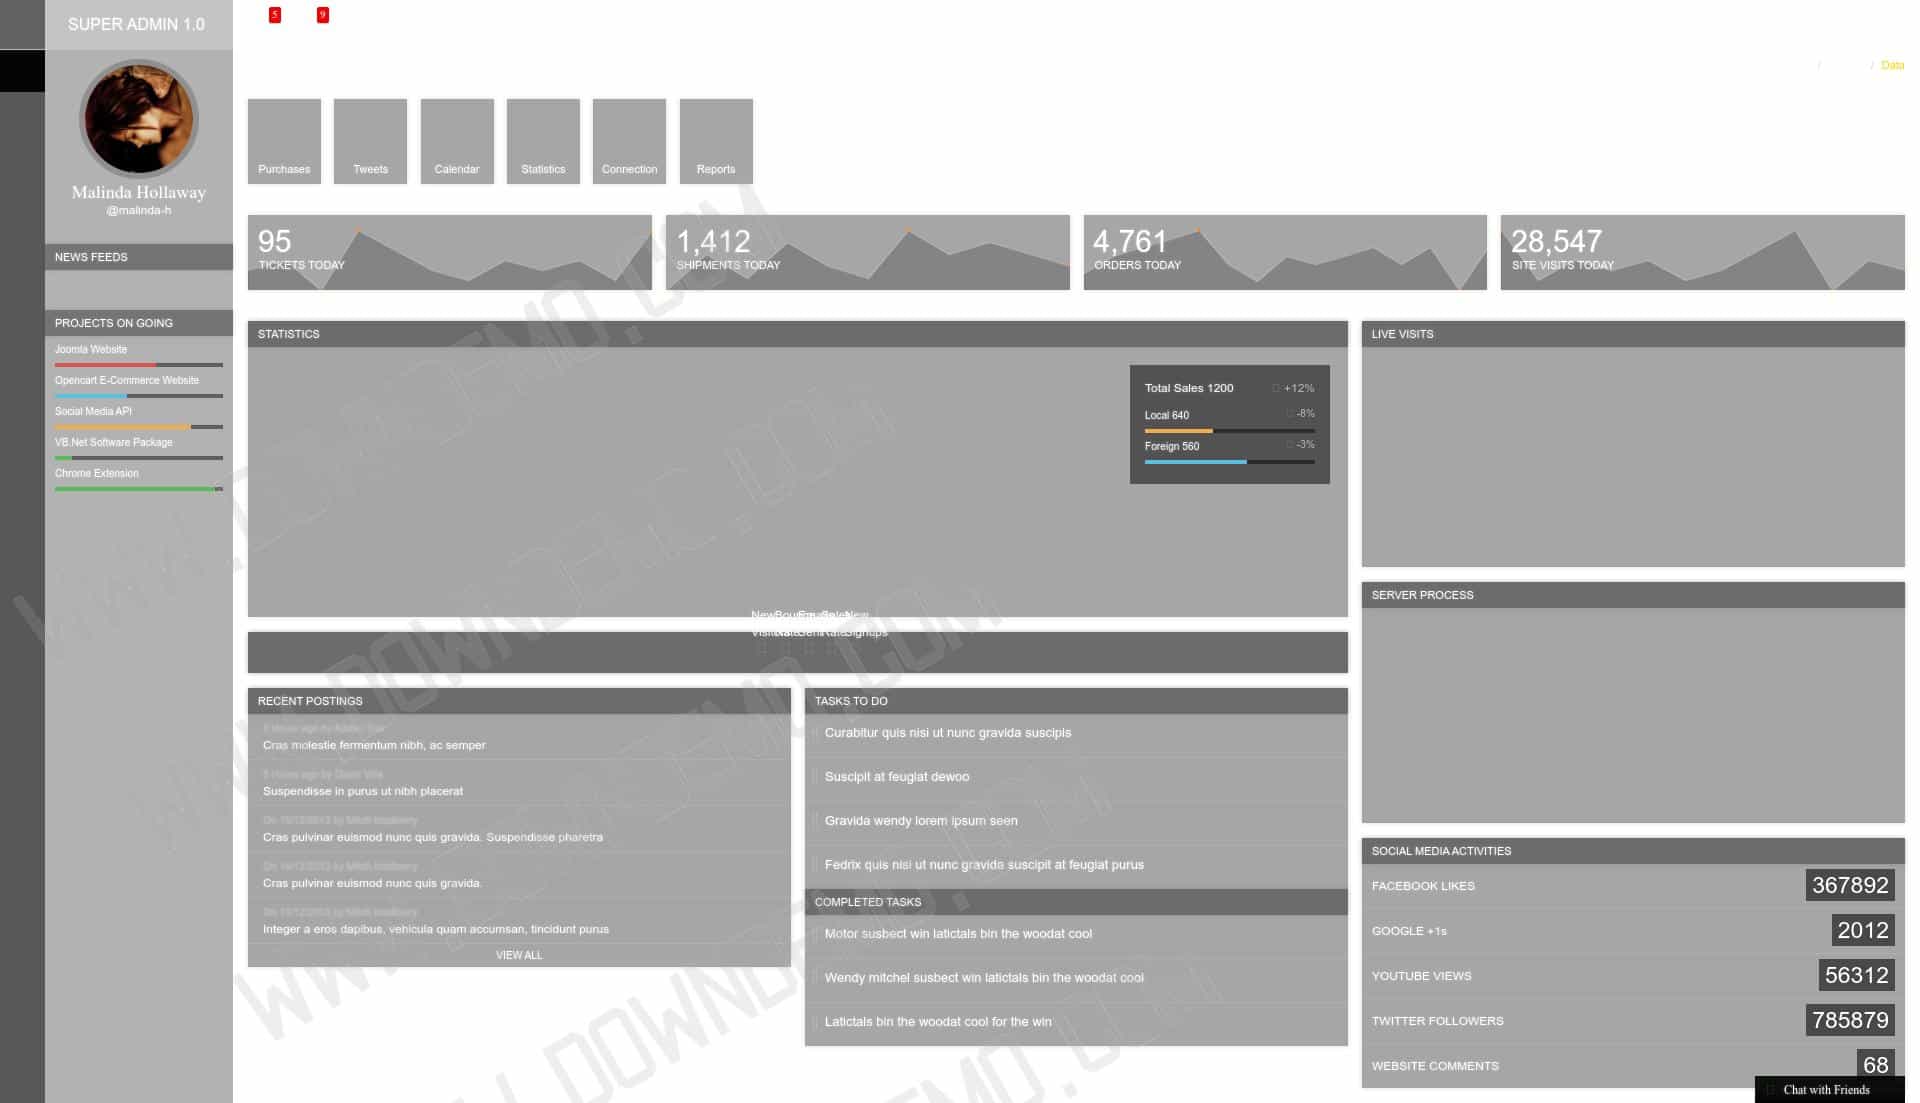 SUPER ADMIN 1.0
5
9
/ / Data
Malinda Hollaway
@malinda-h
NEWS FEEDS
PROJECTS ON GOING
Joomla Website
Opencart E-Commerce Website
Social Media API
VB.Net Software Package
Chrome Extension
Purchases
Tweets
Calendar
Statistics
Connection
Reports
95
TICKETS TODAY
1,412
SHIPMENTS TODAY
4,761
ORDERS TODAY
28,547
SITE VISITS TODAY
STATISTICS
Total Sales 1200 +12%
Local 640 -8%
Foreign 560 -3%
New
New
Signups
RECENT POSTINGS
Cras molestie fermentum nibh, ac semper
Suspendisse in purus ut nibh placerat
Cras pulvinar euismod nunc quis gravida. Suspendisse pharetra
Cras pulvinar euismod nunc quis gravida.
Integer a eros dapibus, vehicula quam accumsan, tincidunt purus
VIEW ALL
TASKS TO DO
Curabitur quis nisi ut nunc gravida suscipis
Suscipit at feugiat dewoo
Gravida wendy lorem ipsum seen
Fedrix quis nisi ut nunc gravida suscipit at feugiat purus
COMPLETED TASKS
Motor susbect win latictals bin the woodat cool
Wendy mitchel susbect win latictals bin the woodat cool
Latictals bin the woodat cool for the win
LIVE VISITS
SERVER PROCESS
SOCIAL MEDIA ACTIVITIES
FACEBOOK LIKES 367892
GOOGLE +1s 2012
YOUTUBE VIEWS 56312
TWITTER FOLLOWERS 785879
WEBSITE COMMENTS 68
Chat with Friends